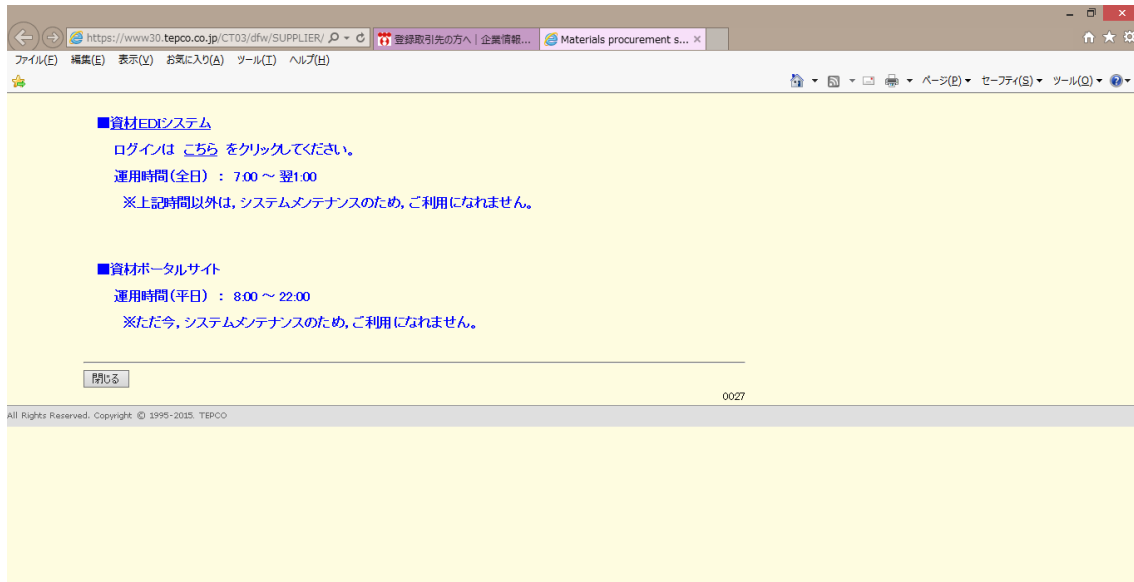 https://www30.tepco.co.jp/CT03/dfw/SUPPLIER/
登録取引先の方へ | 企業情報...
Materials procurement s... ×
ファイル(F) 編集(E) 表示(V) お気に入り(A) ツール(T) ヘルプ(H)
ページ(P) セーフティ(S) ツール(O)
■資材EDIシステム
ログインは こちら をクリックしてください。
運用時間(全日) : 7:00 ～ 翌1:00
※上記時間以外は, システムメンテナンスのため, ご利用になれません。
■資材ポータルサイト
運用時間(平日) : 8:00 ～ 22:00
※ただ今, システムメンテナンスのため, ご利用になれません。
閉じる
0027
All Rights Reserved. Copyright © 1995-2015. TEPCO